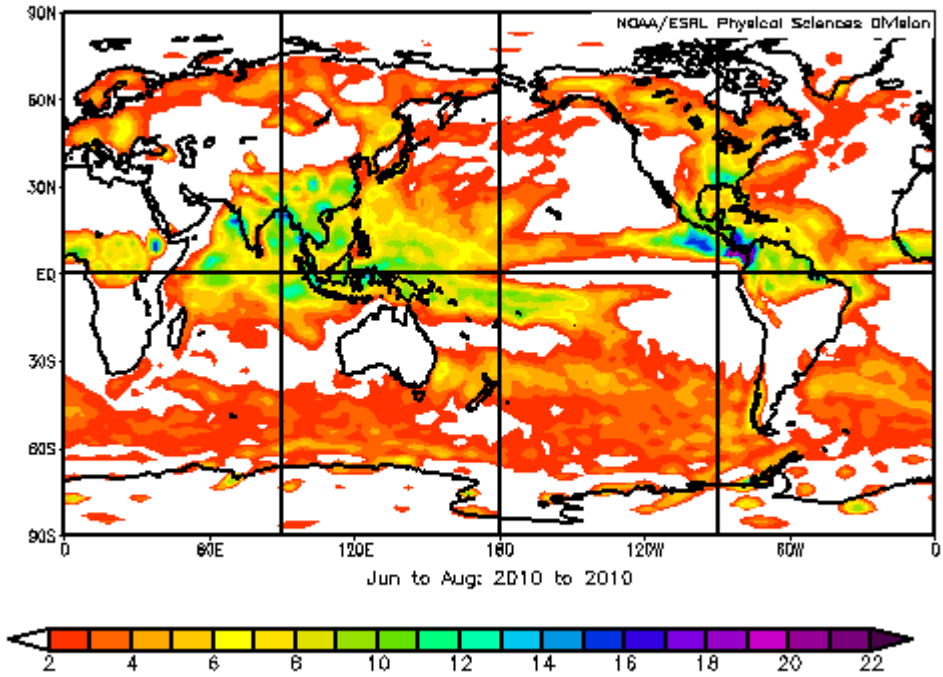 90N
NOAA/ESRL Physical Sciences Division
60N
30N
EQ
30S
60S
90S
0 60E 120E 180 120W 60W 0
Jun to Aug: 2010 to 2010
2 4 6 8 10 12 14 16 18 20 22